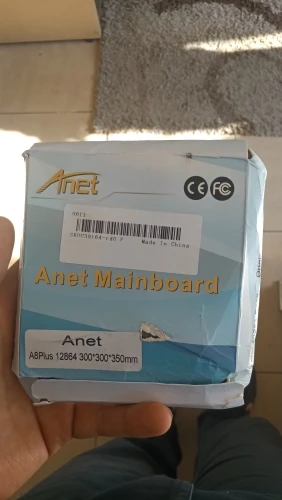 Anet
CE FC
Made In China
Anet Mainboard
Anet
A8Plus 12864 300*300*350mm